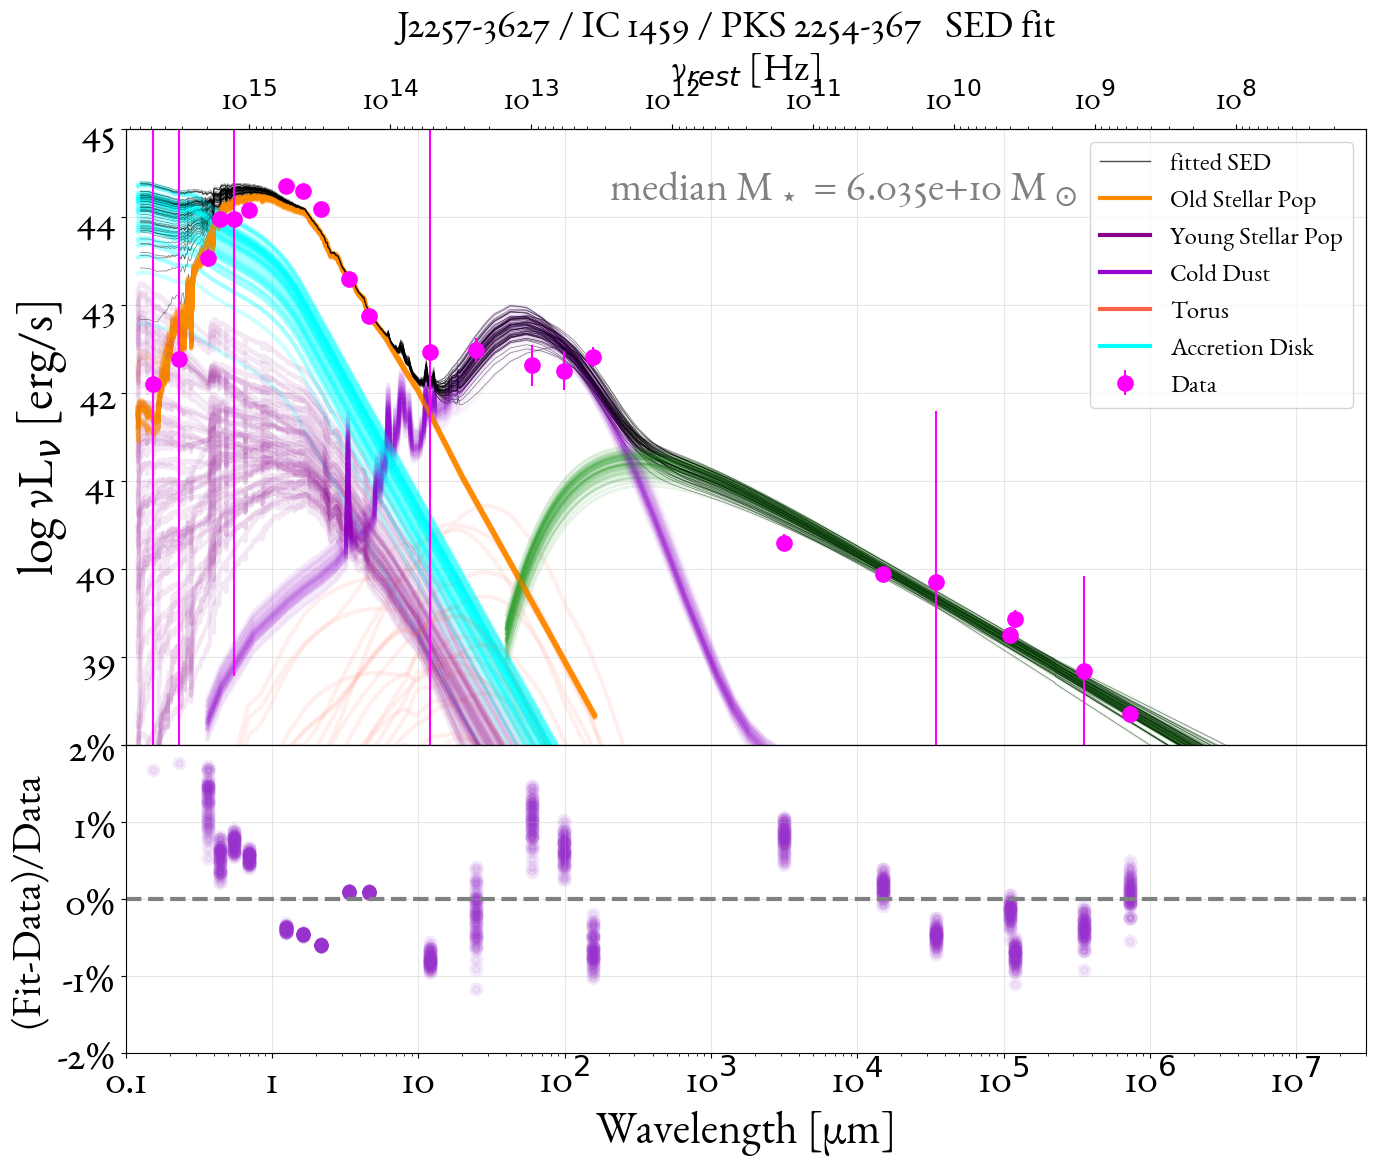 J2257-3627 / IC 1459 / PKS 2254-367 SED fit
ν_rest [Hz]
10^15 10^14 10^13 10^12 10^11 10^10 10^9 10^8
45
44
43
42
41
40
39
log νL_ν [erg/s]
median M_⋆ = 6.035e+10 M_⊙
fitted SED
Old Stellar Pop
Young Stellar Pop
Cold Dust
Torus
Accretion Disk
Data
2%
1%
0%
-1%
-2%
(Fit-Data)/Data
0.1 1 10 10^2 10^3 10^4 10^5 10^6 10^7
Wavelength [μm]